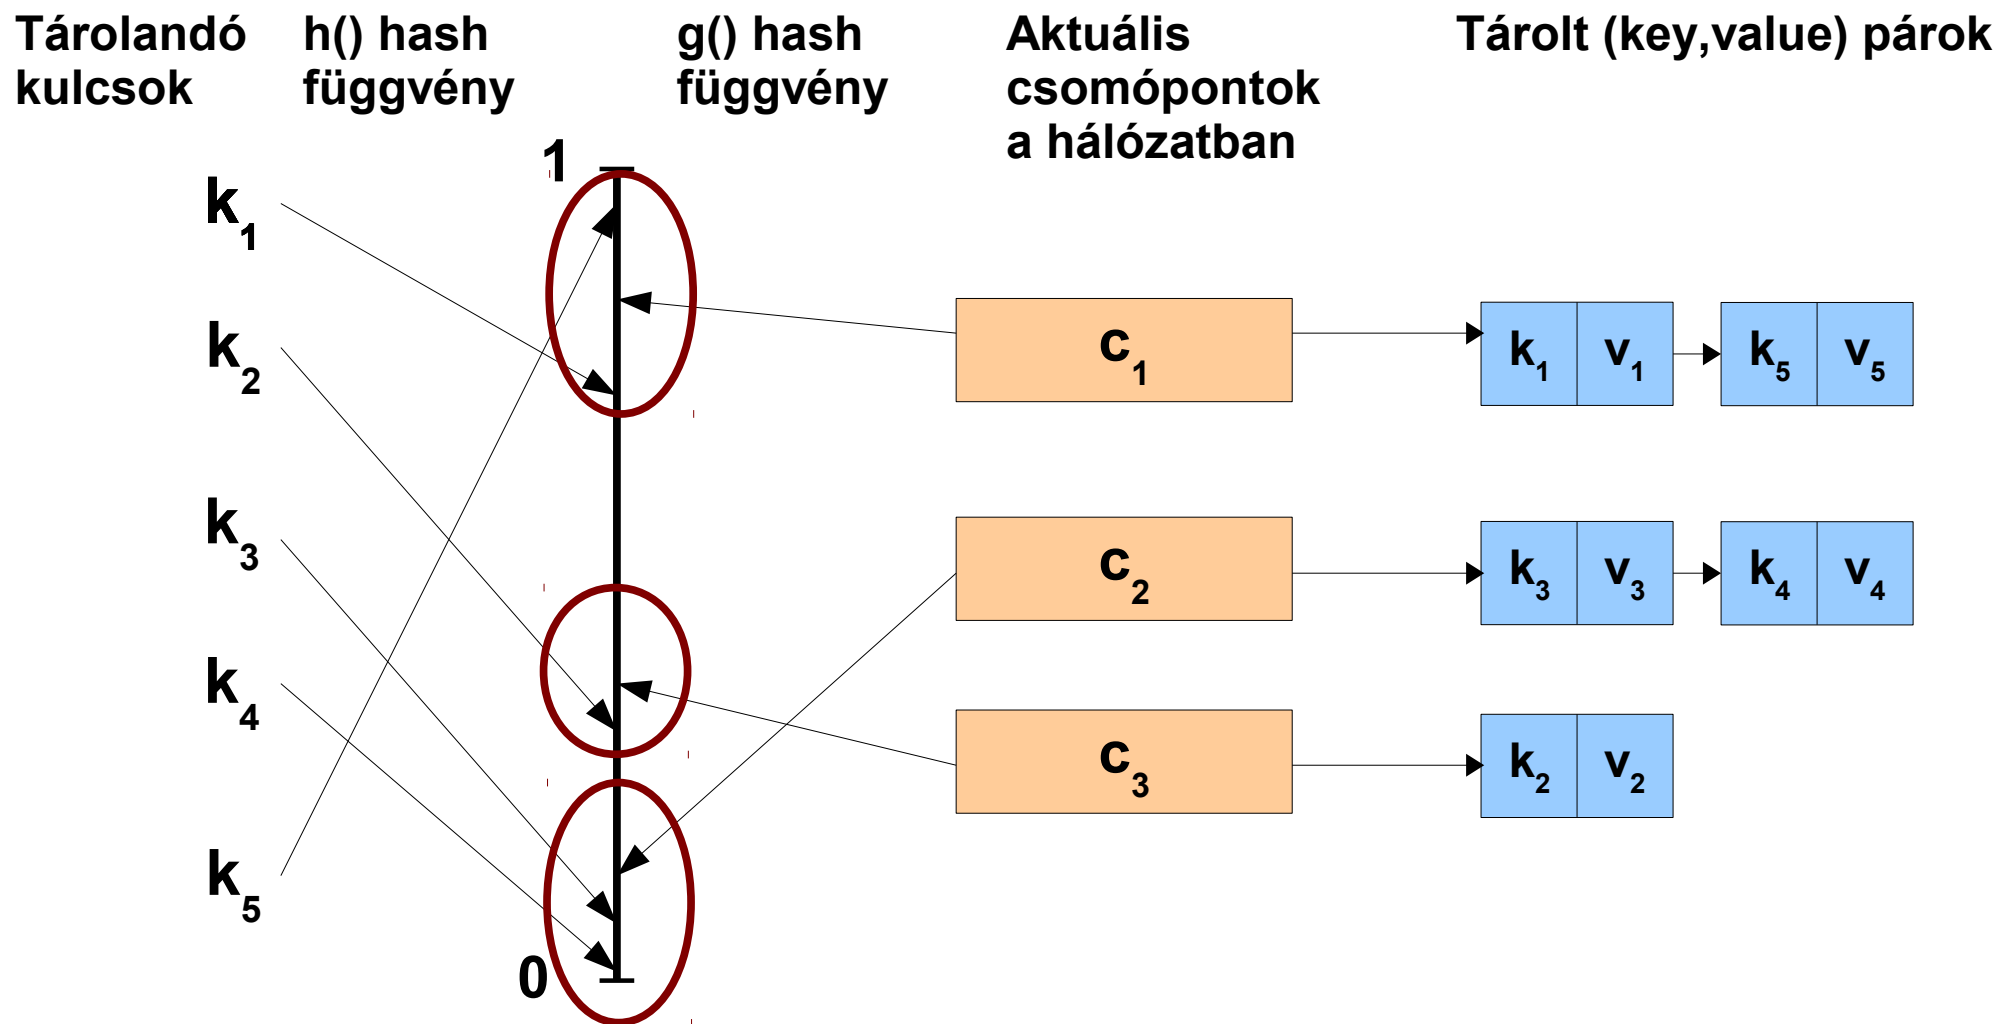 Tárolandó
kulcsok
h() hash
függvény
g() hash
függvény
Aktuális
csomópontok
a hálózatban
Tárolt (key,value) párok
1
k1
k2
k3
k4
k5
0
c1
k1 v1 k5 v5
c2
k3 v3 k4 v4
c3
k2 v2